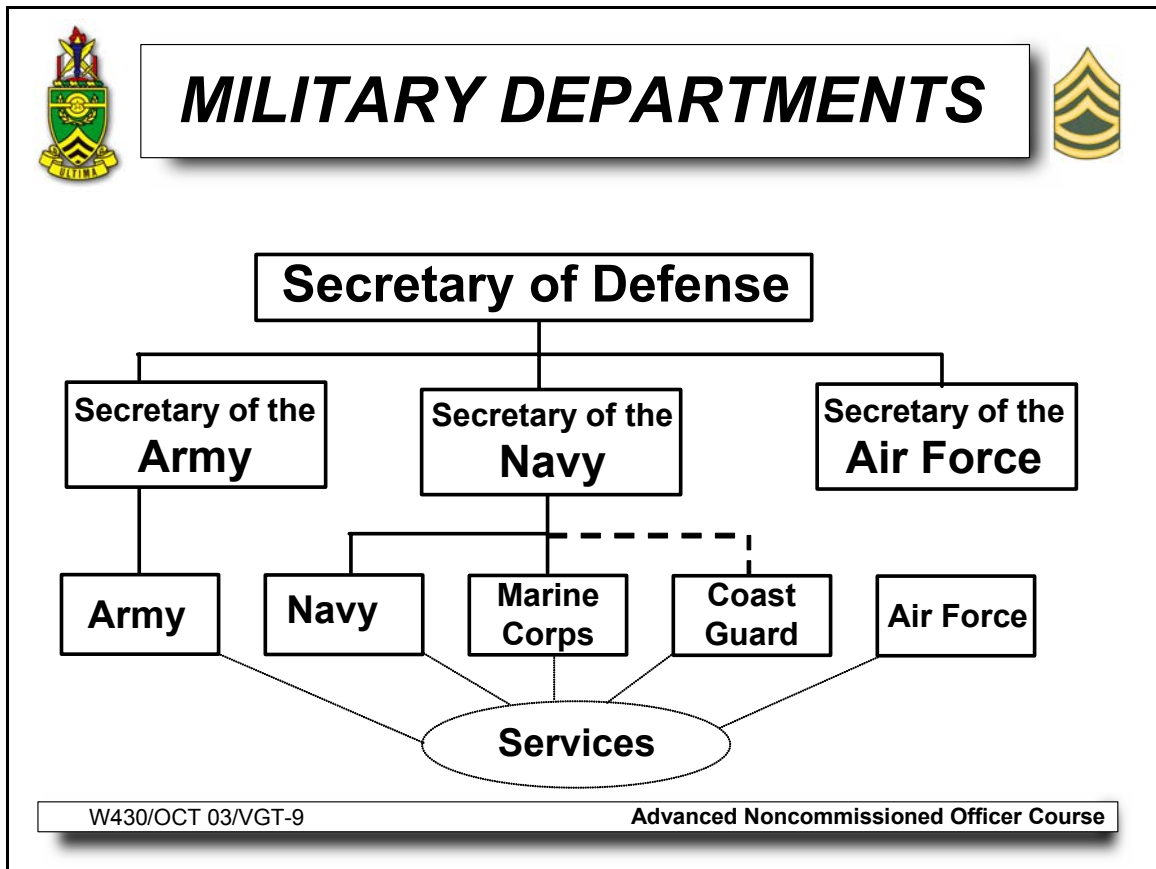 MILITARY DEPARTMENTS
ULTIMA
Secretary of Defense
Secretary of the
Army
Secretary of the
Navy
Secretary of the
Air Force
Army
Navy
Marine
Corps
Coast
Guard
Air Force
Services
W430/OCT 03/VGT-9
Advanced Noncommissioned Officer Course